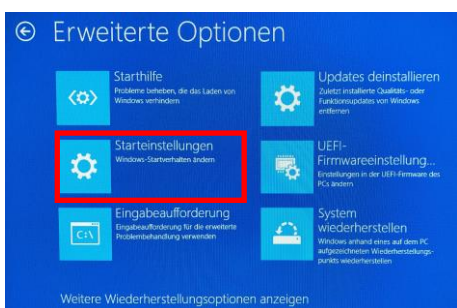 Erweiterte Optionen
Starthilfe
Probleme beheben, die das Laden von
Windows verhindern
Starteinstellungen
Windows-Startverhalten ändern
Eingabeaufforderung
Eingabeaufforderung für die erweiterte
Problembehandlung verwenden
C:\
Updates deinstallieren
Zuletzt installierte Qualitäts- oder
Funktionsupdates von Windows
entfernen
UEFI-
Firmwareeinstellung...
Einstellungen in der UEFI-Firmware des
PCs ändern
System
wiederherstellen
Windows anhand eines auf dem PC
aufgezeichneten Wiederherstellungs-
punkts wiederherstellen
Weitere Wiederherstellungsoptionen anzeigen